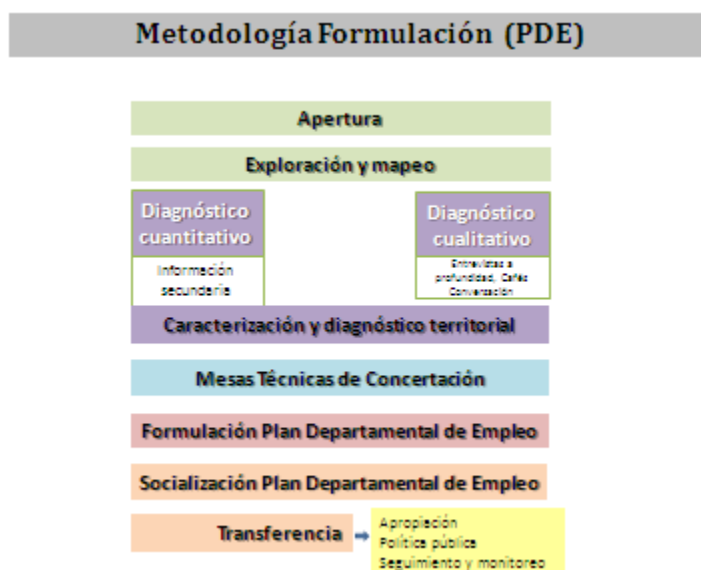 Metodología Formulación (PDE)
Apertura
Exploración y mapeo
Diagnóstico
cuantitativo
Información
secundaria
Diagnóstico
cualitativo
Entrevistas a
profundidad, Cafés
Conversación
Caracterización y diagnóstico territorial
Mesas Técnicas de Concertación
Formulación Plan Departamental de Empleo
Socialización Plan Departamental de Empleo
Transferencia
Apropiación
Política pública
Seguimiento y monitoreo